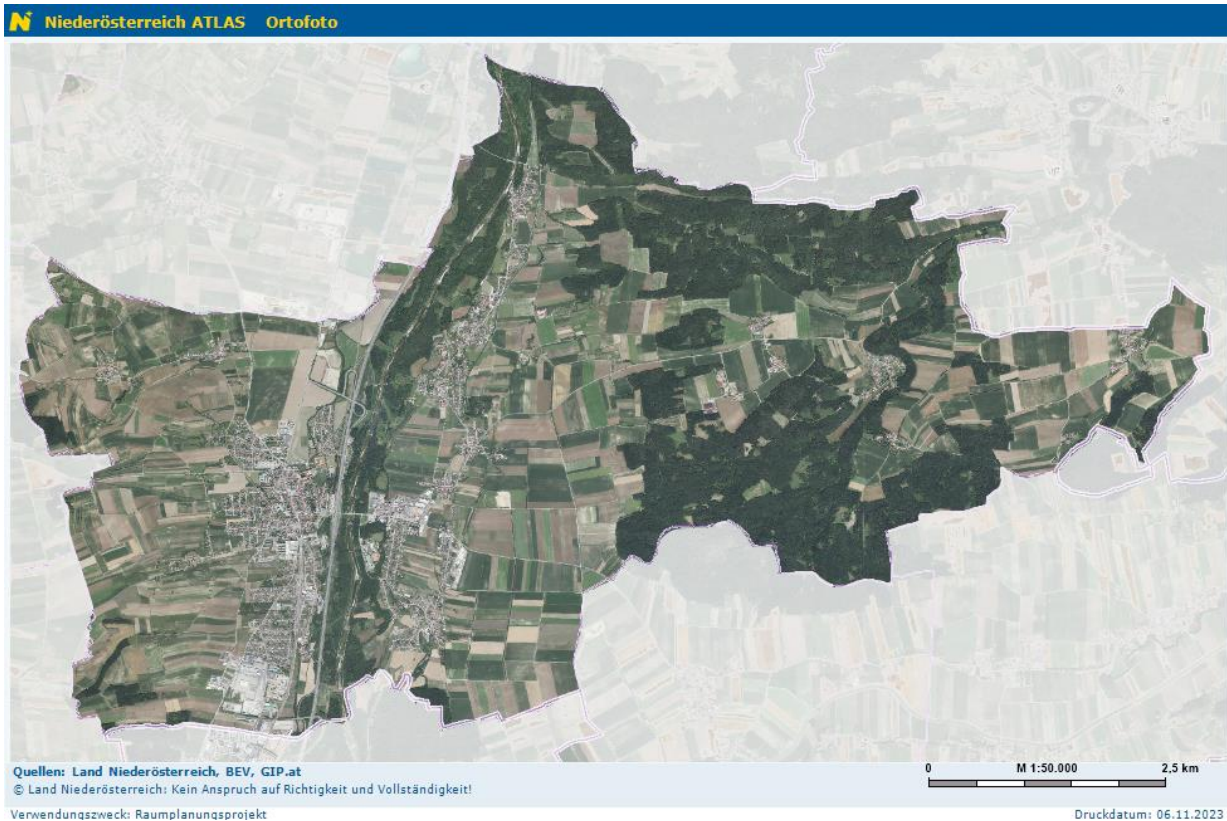 N Niederösterreich ATLAS Ortofoto
Quellen: Land Niederösterreich, BEV, GIP.at
© Land Niederösterreich: Kein Anspruch auf Richtigkeit und Vollständigkeit!
0 M 1:50.000 2,5 km
Verwendungszweck: Raumplanungsprojekt
Druckdatum: 06.11.2023